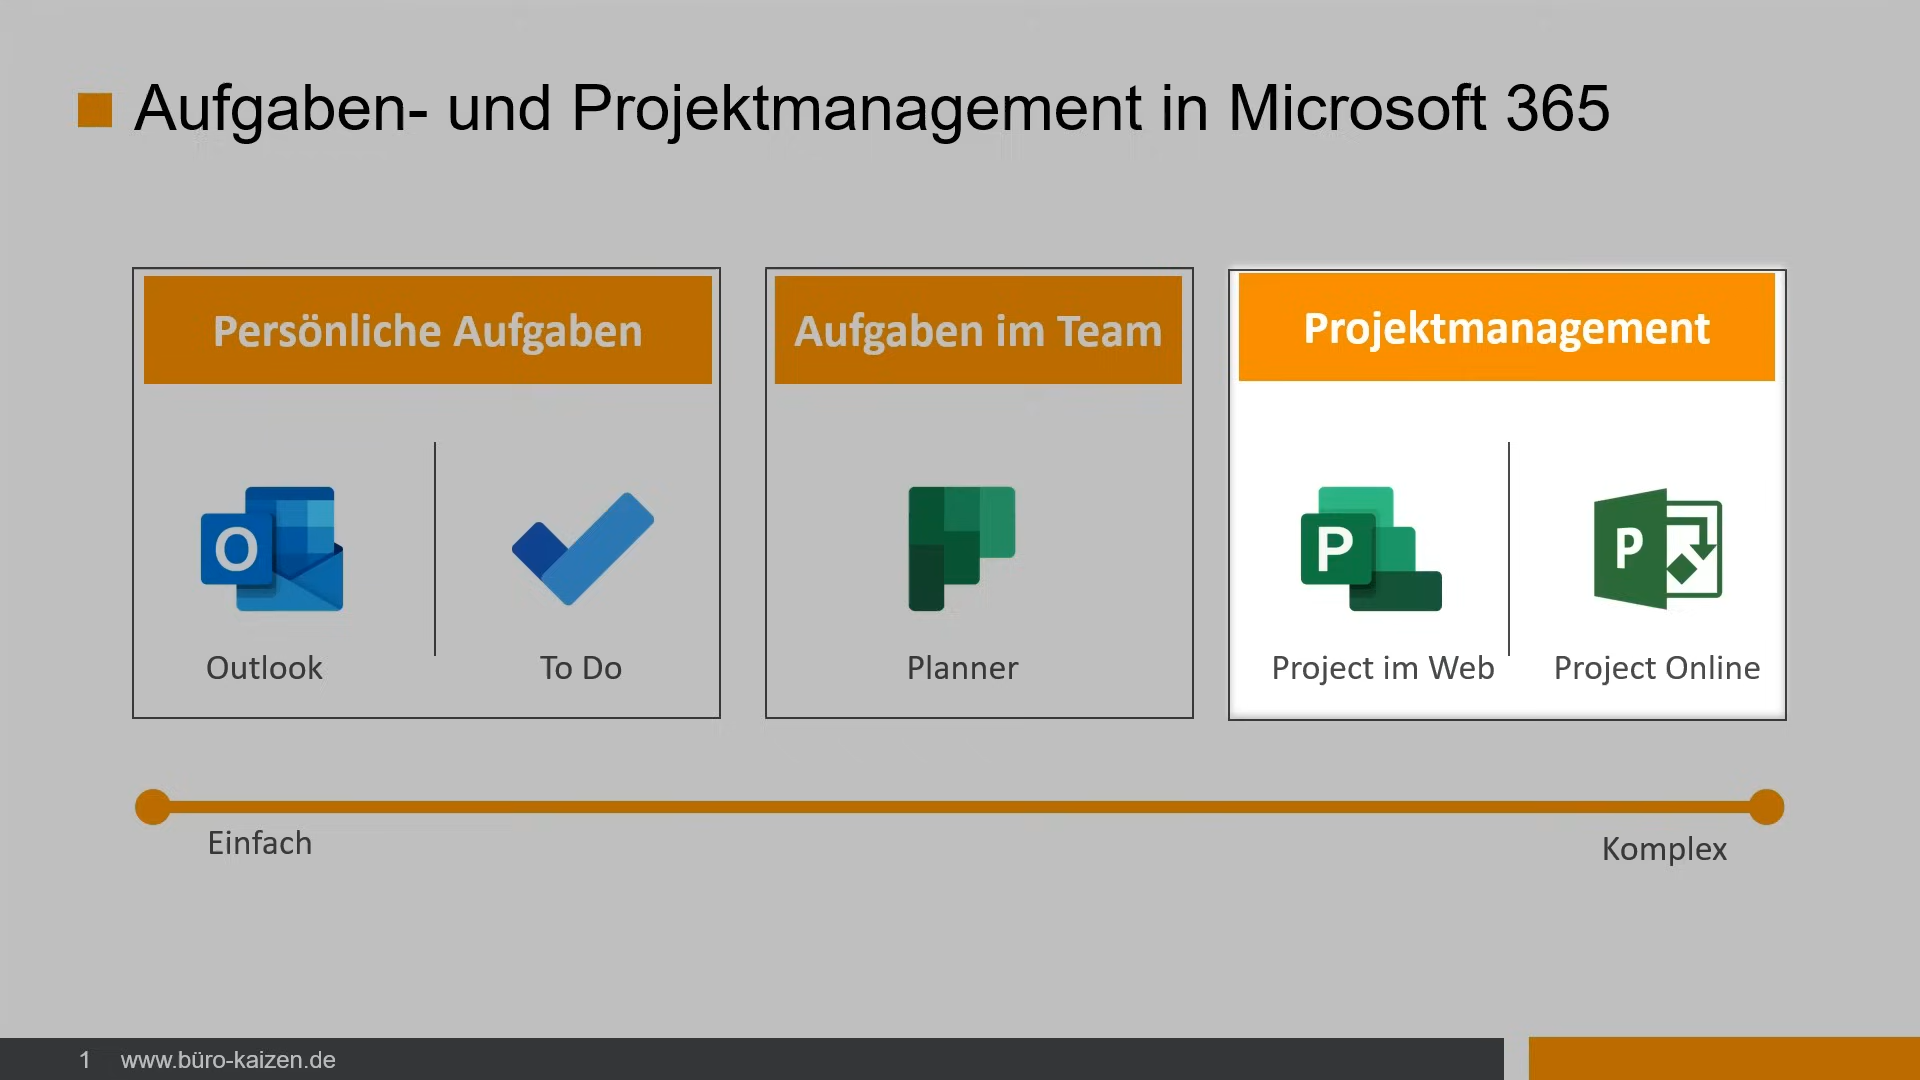 Aufgaben- und Projektmanagement in Microsoft 365
Persönliche Aufgaben
Aufgaben im Team
Projektmanagement
O
P
P
Outlook
To Do
Planner
Project im Web
Project Online
Einfach
Komplex
1 www.büro-kaizen.de